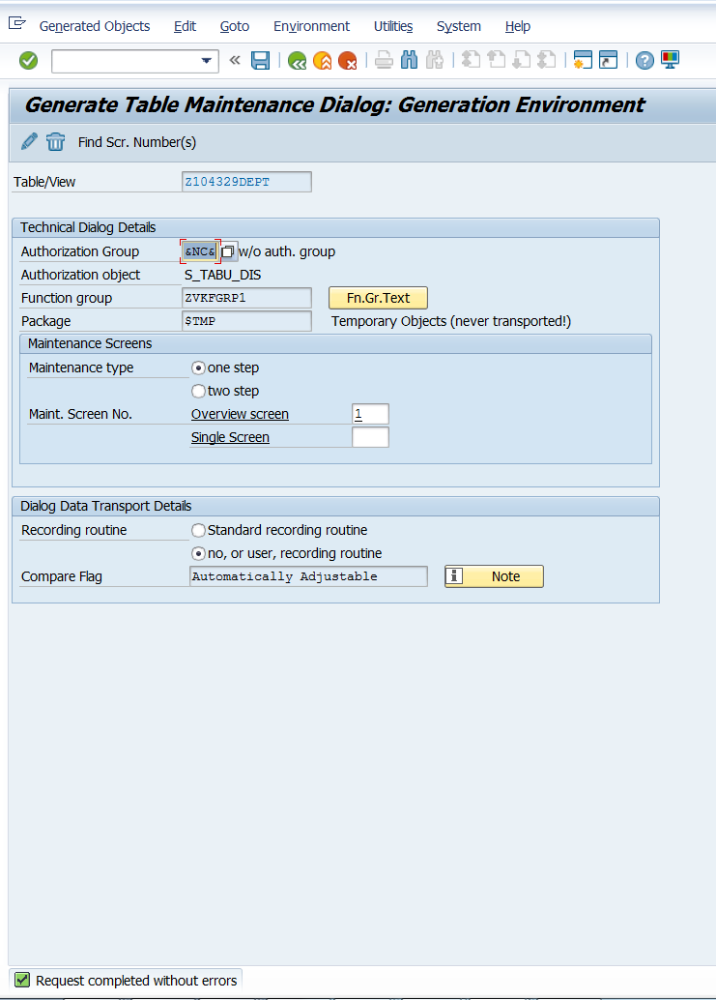 Generated Objects Edit Goto Environment Utilities System Help
Generate Table Maintenance Dialog: Generation Environment
Find Scr. Number(s)
Table/View Z104329DEPT
Technical Dialog Details
Authorization Group &NC& w/o auth. group
Authorization object S_TABU_DIS
Function group ZVKFGRP1 Fn.Gr.Text
Package $TMP Temporary Objects (never transported!)
Maintenance Screens
Maintenance type one step
two step
Maint. Screen No. Overview screen 1
Single Screen
Dialog Data Transport Details
Recording routine Standard recording routine
no, or user, recording routine
Compare Flag Automatically Adjustable Note
Request completed without errors